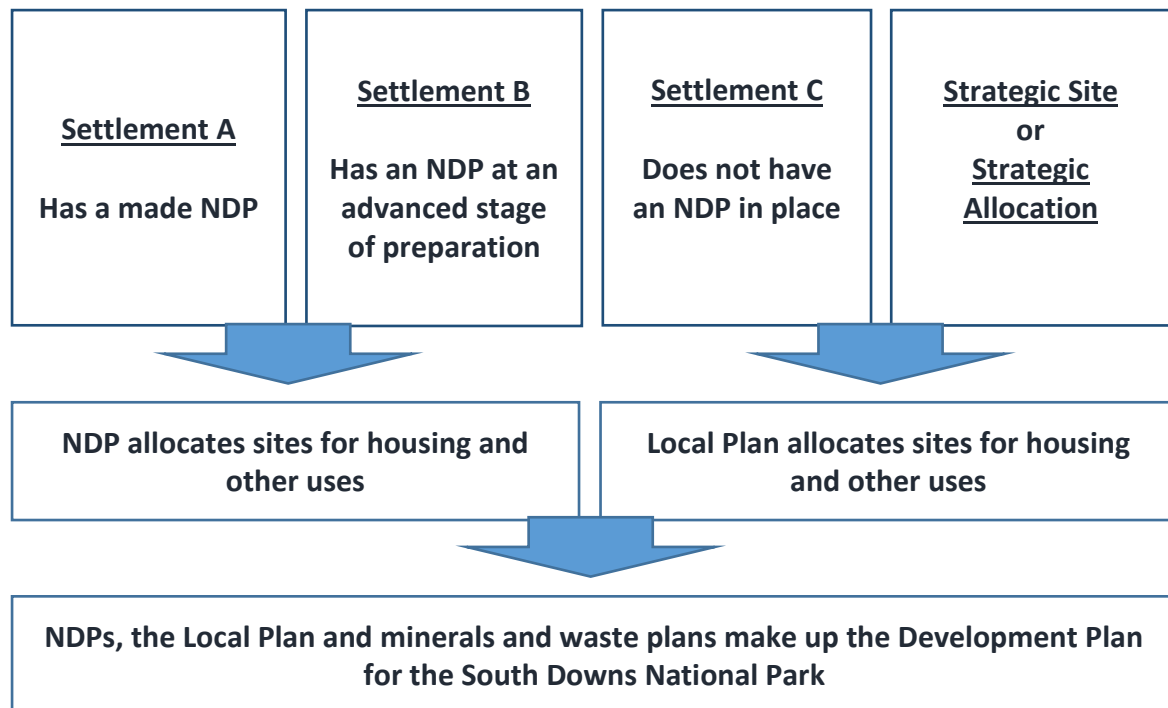 Settlement A
Has a made NDP
Settlement B
Has an NDP at an
advanced stage
of preparation
Settlement C
Does not have
an NDP in place
Strategic Site
or
Strategic
Allocation
NDP allocates sites for housing and
other uses
Local Plan allocates sites for housing
and other uses
NDPs, the Local Plan and minerals and waste plans make up the Development Plan
for the South Downs National Park